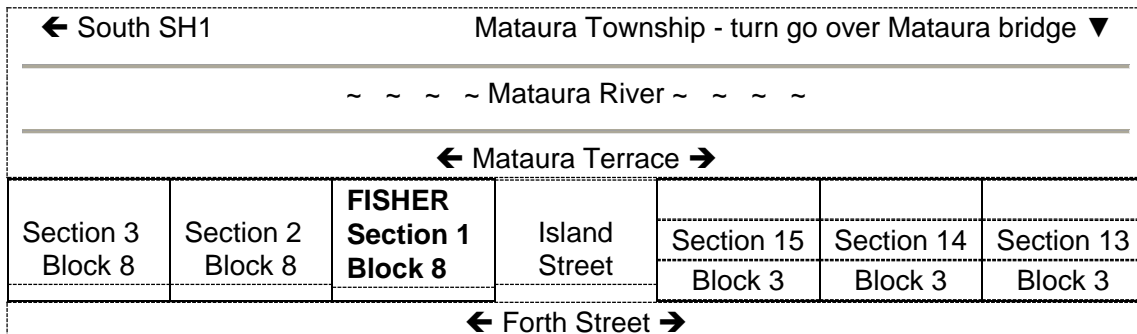 🡸 South SH1 Mataura Township - turn go over Mataura bridge ▼
~ ~ ~ ~ Mataura River ~ ~ ~ ~
🡸 Mataura Terrace 🡺
Section 3
Block 8
Section 2
Block 8
FISHER
Section 1
Block 8
Island
Street
Section 15
Block 3
Section 14
Block 3
Section 13
Block 3
🡸 Forth Street 🡺